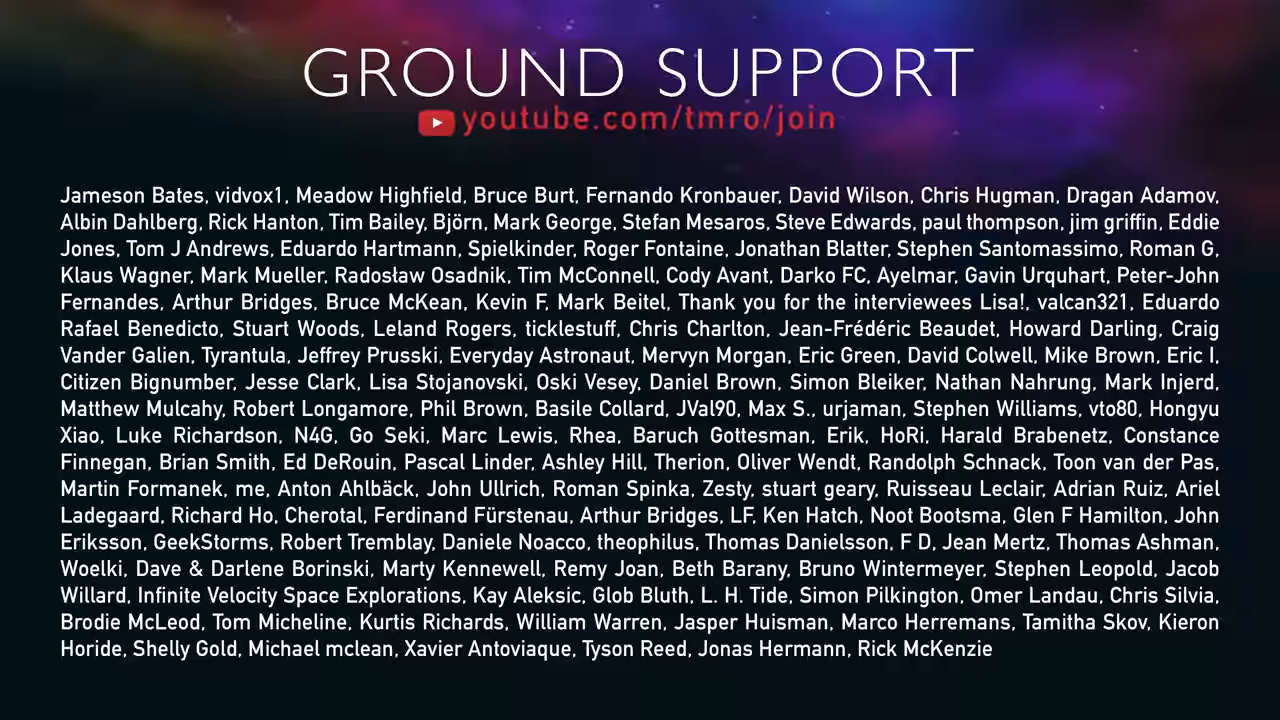 GROUND SUPPORT
youtube.com/tmro/join
Jameson Bates, vidvox1, Meadow Highfield, Bruce Burt, Fernando Kronbauer, David Wilson, Chris Hugman, Dragan Adamov,
Albin Dahlberg, Rick Hanton, Tim Bailey, Björn, Mark George, Stefan Mesaros, Steve Edwards, paul thompson, jim griffin, Eddie
Jones, Tom J Andrews, Eduardo Hartmann, Spielkinder, Roger Fontaine, Jonathan Blatter, Stephen Santomassimo, Roman G,
Klaus Wagner, Mark Mueller, Radosław Osadnik, Tim McConnell, Cody Avant, Darko FC, Ayelmar, Gavin Urquhart, Peter-John
Fernandes, Arthur Bridges, Bruce McKean, Kevin F, Mark Beitel, Thank you for the interviewees Lisa!, valcan321, Eduardo
Rafael Benedicto, Stuart Woods, Leland Rogers, ticklestuff, Chris Charlton, Jean-Frédéric Beaudet, Howard Darling, Craig
Vander Galien, Tyrantula, Jeffrey Prusski, Everyday Astronaut, Mervyn Morgan, Eric Green, David Colwell, Mike Brown, Eric I,
Citizen Bignumber, Jesse Clark, Lisa Stojanovski, Oski Vesey, Daniel Brown, Simon Bleiker, Nathan Nahrung, Mark Injerd,
Matthew Mulcahy, Robert Longamore, Phil Brown, Basile Collard, JVal90, Max S., urjaman, Stephen Williams, vto80, Hongyu
Xiao, Luke Richardson, N4G, Go Seki, Marc Lewis, Rhea, Baruch Gottesman, Erik, HoRi, Harald Brabenetz, Constance
Finnegan, Brian Smith, Ed DeRouin, Pascal Linder, Ashley Hill, Therion, Oliver Wendt, Randolph Schnack, Toon van der Pas,
Martin Formanek, me, Anton Ahlbäck, John Ullrich, Roman Spinka, Zesty, stuart geary, Ruisseau Leclair, Adrian Ruiz, Ariel
Ladegaard, Richard Ho, Cherotal, Ferdinand Fürstenau, Arthur Bridges, LF, Ken Hatch, Noot Bootsma, Glen F Hamilton, John
Eriksson, GeekStorms, Robert Tremblay, Daniele Noacco, theophilus, Thomas Danielsson, F D, Jean Mertz, Thomas Ashman,
Woelki, Dave & Darlene Borinski, Marty Kennewell, Remy Joan, Beth Barany, Bruno Wintermeyer, Stephen Leopold, Jacob
Willard, Infinite Velocity Space Explorations, Kay Aleksic, Glob Bluth, L. H. Tide, Simon Pilkington, Omer Landau, Chris Silvia,
Brodie McLeod, Tom Micheline, Kurtis Richards, William Warren, Jasper Huisman, Marco Herremans, Tamitha Skov, Kieron
Horide, Shelly Gold, Michael mclean, Xavier Antoviaque, Tyson Reed, Jonas Hermann, Rick McKenzie